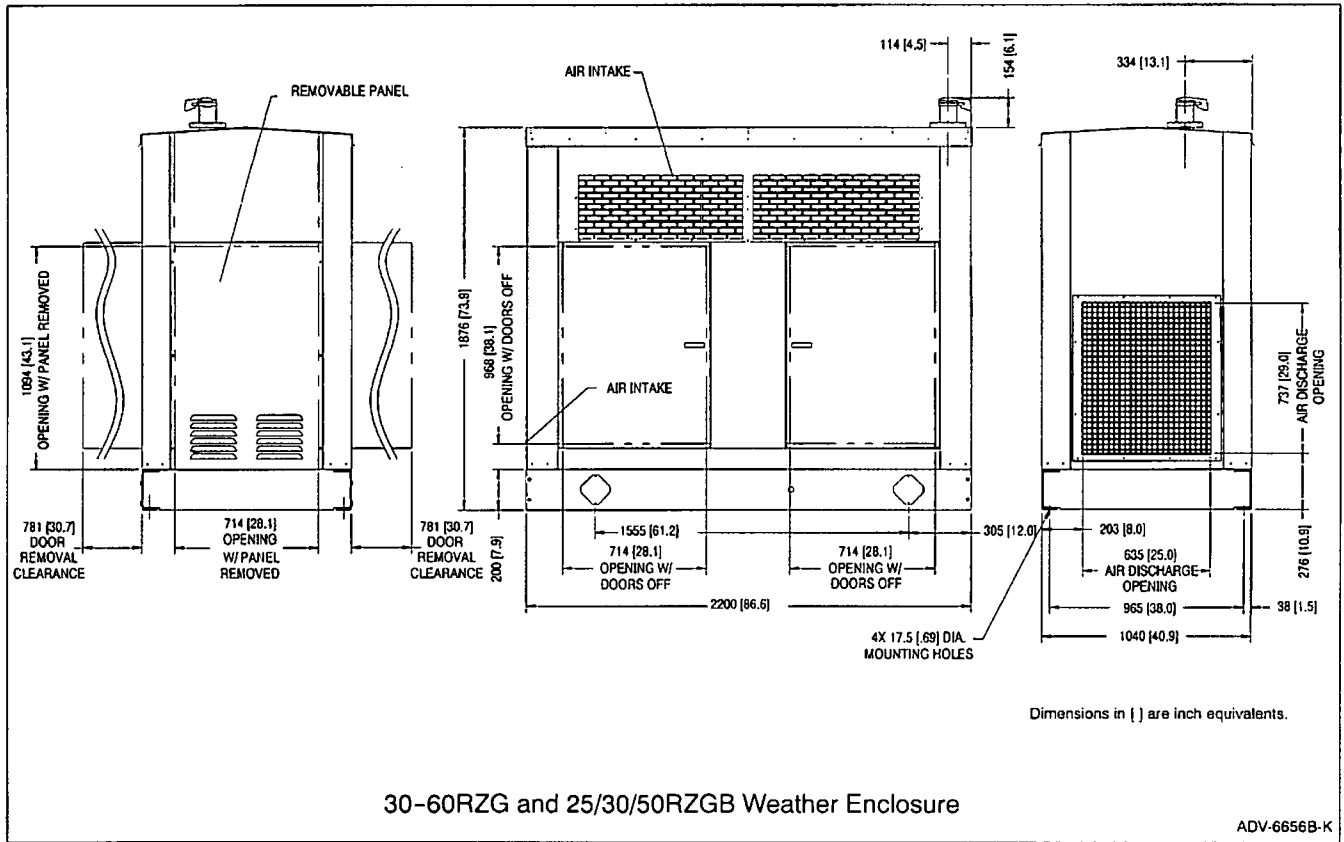 REMOVABLE PANEL
1094 [43.1]
OPENING W/ PANEL REMOVED
781 [30.7]
DOOR
REMOVAL
CLEARANCE
714 [28.1]
OPENING
W/ PANEL
REMOVED
781 [30.7]
DOOR
REMOVAL
CLEARANCE
AIR INTAKE
114 [4.5]
154 [6.1]
1876 [73.9]
968 [38.1]
OPENING W/ DOORS OFF
AIR INTAKE
200 [7.9]
1555 [61.2]
305 [12.0]
714 [28.1]
OPENING W/
DOORS OFF
714 [28.1]
OPENING W/
DOORS OFF
2200 [86.6]
334 [13.1]
737 [29.0]
AIR DISCHARGE
OPENING
276 [10.9]
203 [8.0]
635 [25.0]
AIR DISCHARGE
OPENING
965 [38.0]
38 [1.5]
1040 [40.9]
4X 17.5 [.69] DIA.
MOUNTING HOLES
Dimensions in [ ] are inch equivalents.
30-60RZG and 25/30/50RZGB Weather Enclosure
ADV-6656B-K